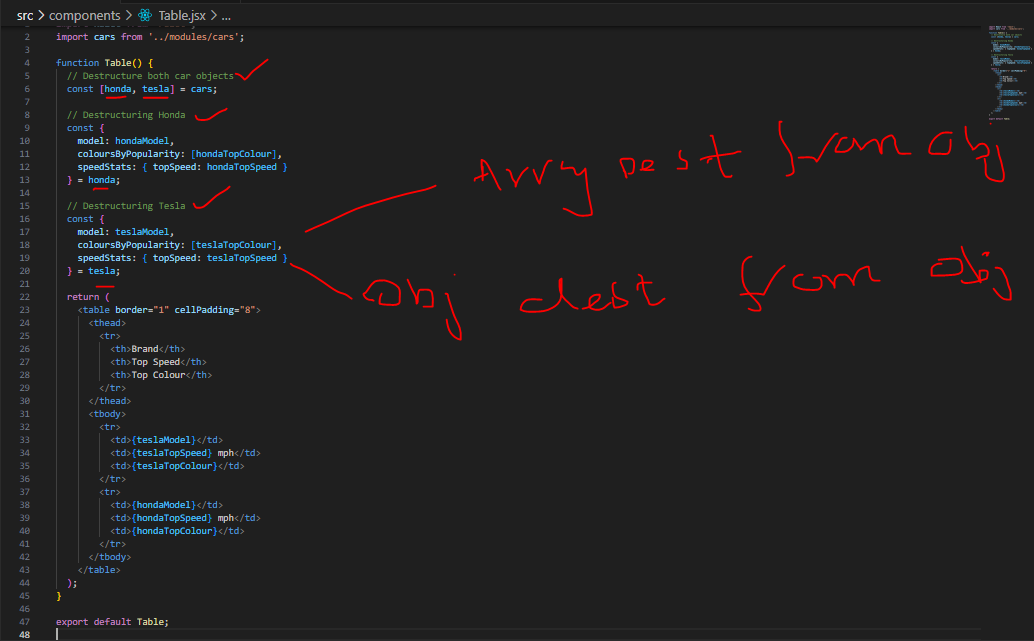 src > components > Table.jsx > ...
2 import cars from '../modules/cars';
3
4 function Table() {
5 // Destructure both car objects
6 const [honda, tesla] = cars;
7
8 // Destructuring Honda
9 const {
10 model: hondaModel,
11 coloursByPopularity: [hondaTopColour],
12 speedStats: { topSpeed: hondaTopSpeed }
13 } = honda;
14
15 // Destructuring Tesla
16 const {
17 model: teslaModel,
18 coloursByPopularity: [teslaTopColour],
19 speedStats: { topSpeed: teslaTopSpeed }
20 } = tesla;
21
22 return (
23 <table border="1" cellPadding="8">
24 <thead>
25 <tr>
26 <th>Brand</th>
27 <th>Top Speed</th>
28 <th>Top Colour</th>
29 </tr>
30 </thead>
31 <tbody>
32 <tr>
33 <td>{teslaModel}</td>
34 <td>{teslaTopSpeed} mph</td>
35 <td>{teslaTopColour}</td>
36 </tr>
37 <tr>
38 <td>{hondaModel}</td>
39 <td>{hondaTopSpeed} mph</td>
40 <td>{hondaTopColour}</td>
41 </tr>
42 </tbody>
43 </table>
44 );
45 }
46
47 export default Table;
48
Arry Dest from obj
Obj dest from obj